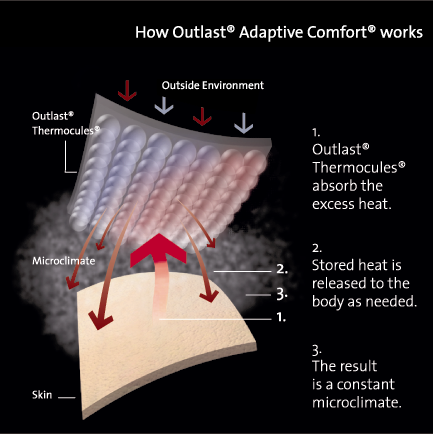 How Outlast® Adaptive Comfort® works
Outside Environment
Outlast®
Thermocules®
Microclimate
Skin
2.
3.
1.
1.
Outlast®
Thermocules®
absorb the
excess heat.
2.
Stored heat is
released to the
body as needed.
3.
The result
is a constant
microclimate.